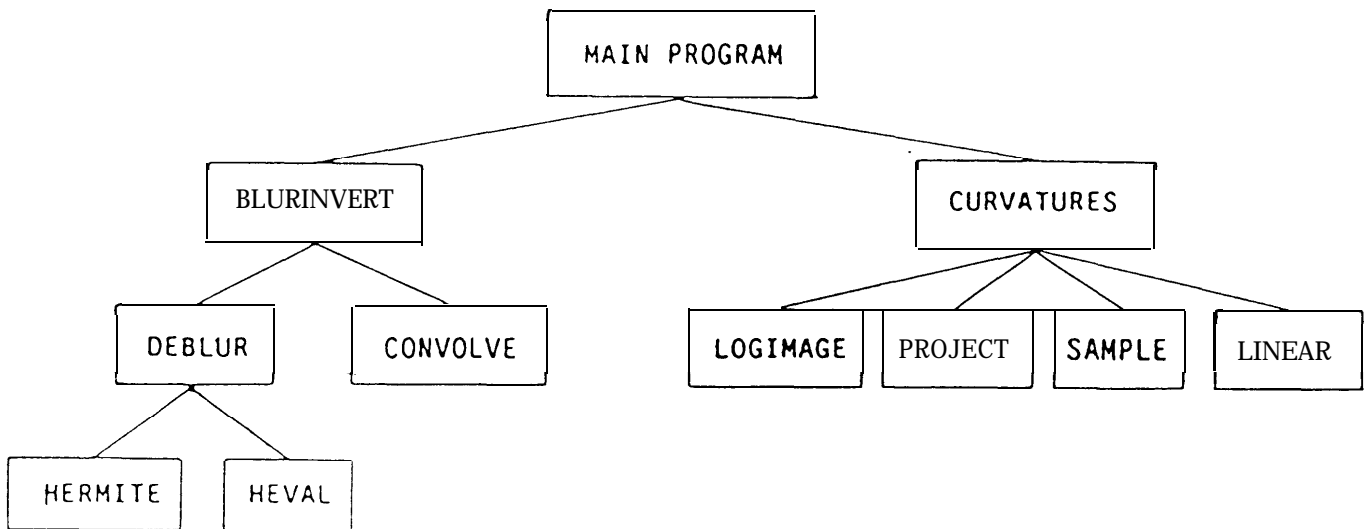 MAIN PROGRAM
BLURINVERT
CURVATURES
DEBLUR
CONVOLVE
LOGIMAGE
PROJECT
SAMPLE
LINEAR
HERMITE
HEVAL